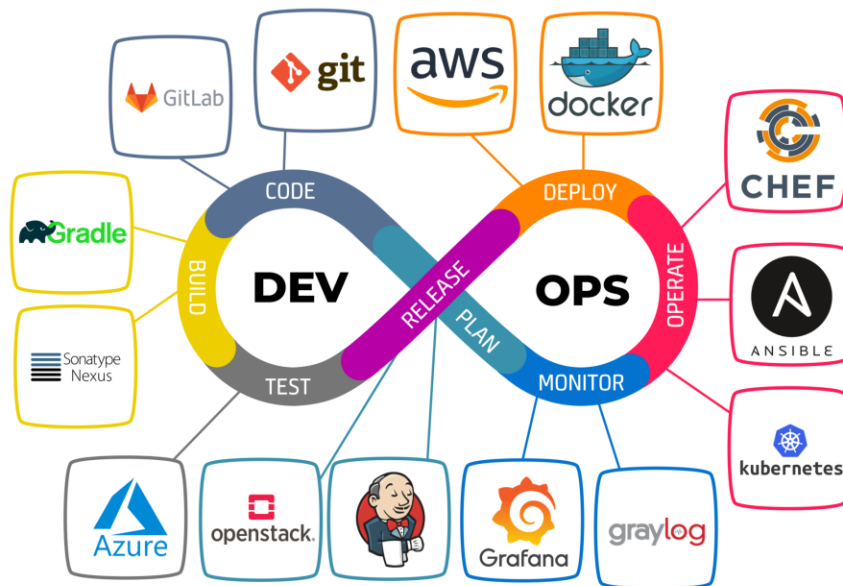 GitLab
git
aws
docker
CHEF
CODE
DEPLOY
Gradle
BUILD
DEV
RELEASE
OPS
OPERATE
ANSIBLE
PLAN
Sonatype
Nexus
TEST
MONITOR
kubernetes
Azure
openstack.
Grafana
graylog